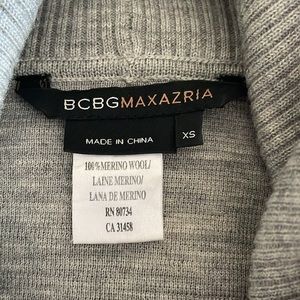 BCBGMAXAZRIA
MADE IN CHINA
XS
100% MERINO WOOL/
LAINE MERINO/
LANA DE MERINO
RN 80734
CA 31458